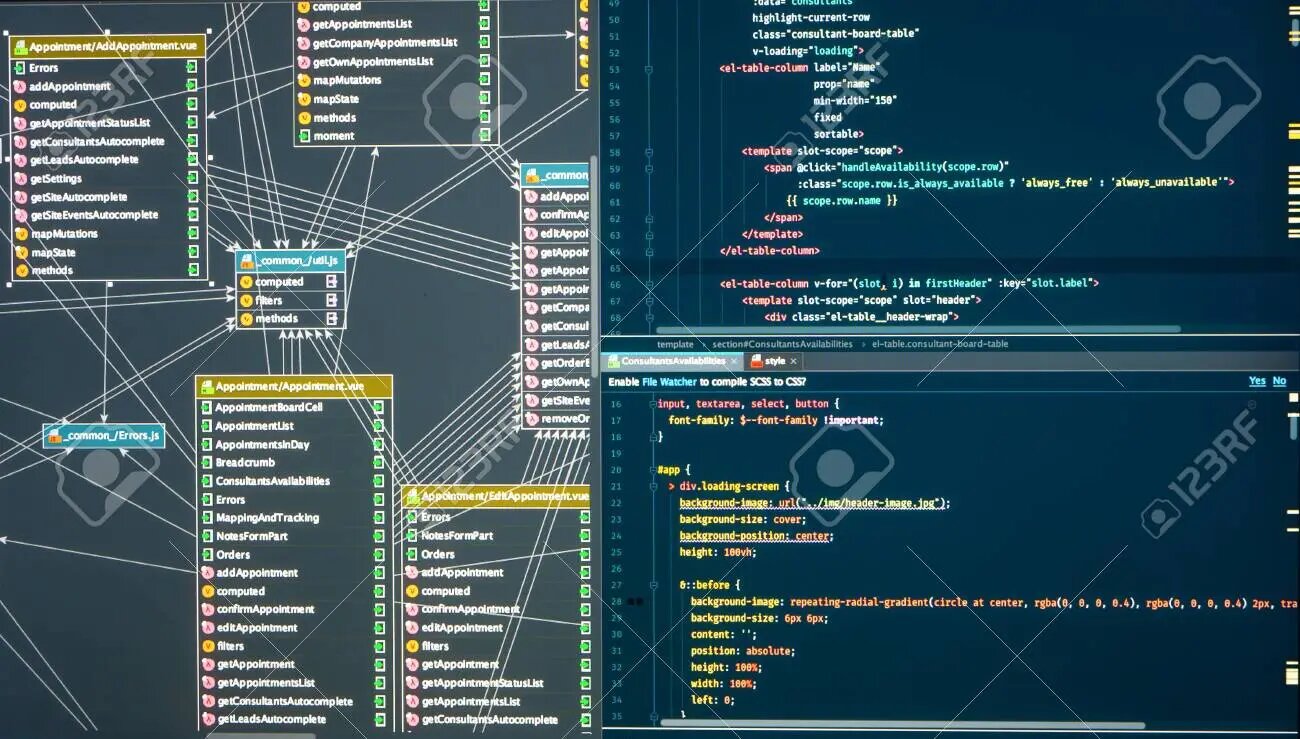 Appointment/AddAppointment.vue
Errors
addAppointment
computed
getAppointmentStatusList
getConsultantsAutocomplete
getLeadsAutocomplete
getSettings
getSiteAutocomplete
getSiteEventsAutocomplete
mapMutations
mapState
methods
computed
getAppointmentsList
getCompanyAppointmentsList
getOwnAppointmentsList
mapMutations
mapState
methods
moment
_common_/util.js
computed
filters
methods
_common_/Errors.js
_common
addAppoi
confirmAp
editAppoi
getAppoir
getAppoir
getAppoir
getCompa
getConsul
getLeadsA
getOrderE
getOwnAp
getSiteEve
removeOr
Appointment/Appointment.vue
AppointmentBoardCell
AppointmentList
AppointmentsInDay
Breadcrumb
ConsultantsAvailabilities
Errors
MappingAndTracking
NotesFormPart
Orders
addAppointment
computed
confirmAppointment
editAppointment
filters
getAppointment
getAppointmentsList
getConsultantsAutocomplete
getLeadsAutocomplete
Appointment/EditAppointment.vue
Errors
NotesFormPart
Orders
addAppointment
computed
confirmAppointment
editAppointment
filters
getAppointment
getAppointmentStatusList
getAppointmentsList
getConsultantsAutocomplete
49 :data="consultants"
50 highlight-current-row
51 class="consultant-board-table"
52 v-loading="loading">
53 <el-table-column label="Name"
54 prop="name"
55 min-width="150"
56 fixed
57 sortable>
58 <template slot-scope="scope">
59 <span @click="handleAvailability(scope.row)"
60 :class="scope.row.is_always_available ? 'always_free' : 'always_unavailable'">
61 {{ scope.row.name }}
62 </span>
63 </template>
64 </el-table-column>
65
66 <el-table-column v-for="(slot, i) in firstHeader" :key="slot.label">
67 <template slot-scope="scope" slot="header">
68 <div class="el-table__header-wrap">
template section#ConsultantsAvailabilities › el-table.consultant-board-table
ConsultantsAvailabilities × style ×
Enable File Watcher to compile SCSS to CSS? Yes No
16 input, textarea, select, button {
17 font-family: $--font-family !important;
18 }
19
20 #app {
21 > div.loading-screen {
22 background-image: url("../img/header-image.jpg");
23 background-size: cover;
24 background-position: center;
25 height: 100vh;
26
27 &::before {
28 background-image: repeating-radial-gradient(circle at center, rgba(0, 0, 0, 0.4), rgba(0, 0, 0, 0.4) 2px, tra
29 background-size: 6px 6px;
30 content: '';
31 position: absolute;
32 height: 100%;
33 width: 100%;
34 left: 0;
35 }
123RF
123RF
123RF
123RF